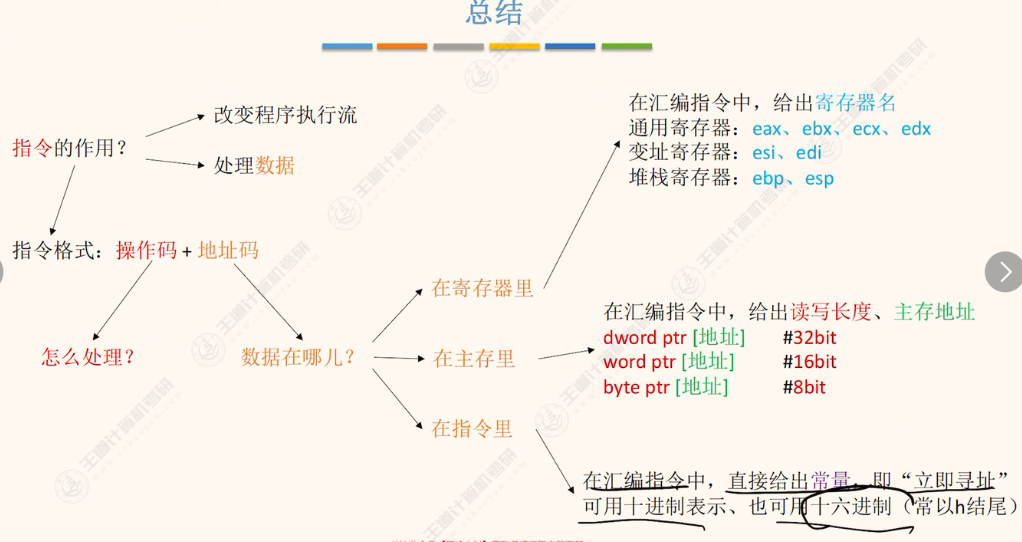 总结
指令的作用？
改变程序执行流
处理数据
指令格式：操作码 + 地址码
怎么处理？
数据在哪儿？
在寄存器里
在主存里
在指令里
在汇编指令中，给出寄存器名
通用寄存器：eax、ebx、ecx、edx
变址寄存器：esi、edi
堆栈寄存器：ebp、esp
在汇编指令中，给出读写长度、主存地址
dword ptr [地址] #32bit
word ptr [地址] #16bit
byte ptr [地址] #8bit
在汇编指令中，直接给出常量，即“立即寻址”
可用十进制表示、也可用十六进制（常以h结尾）